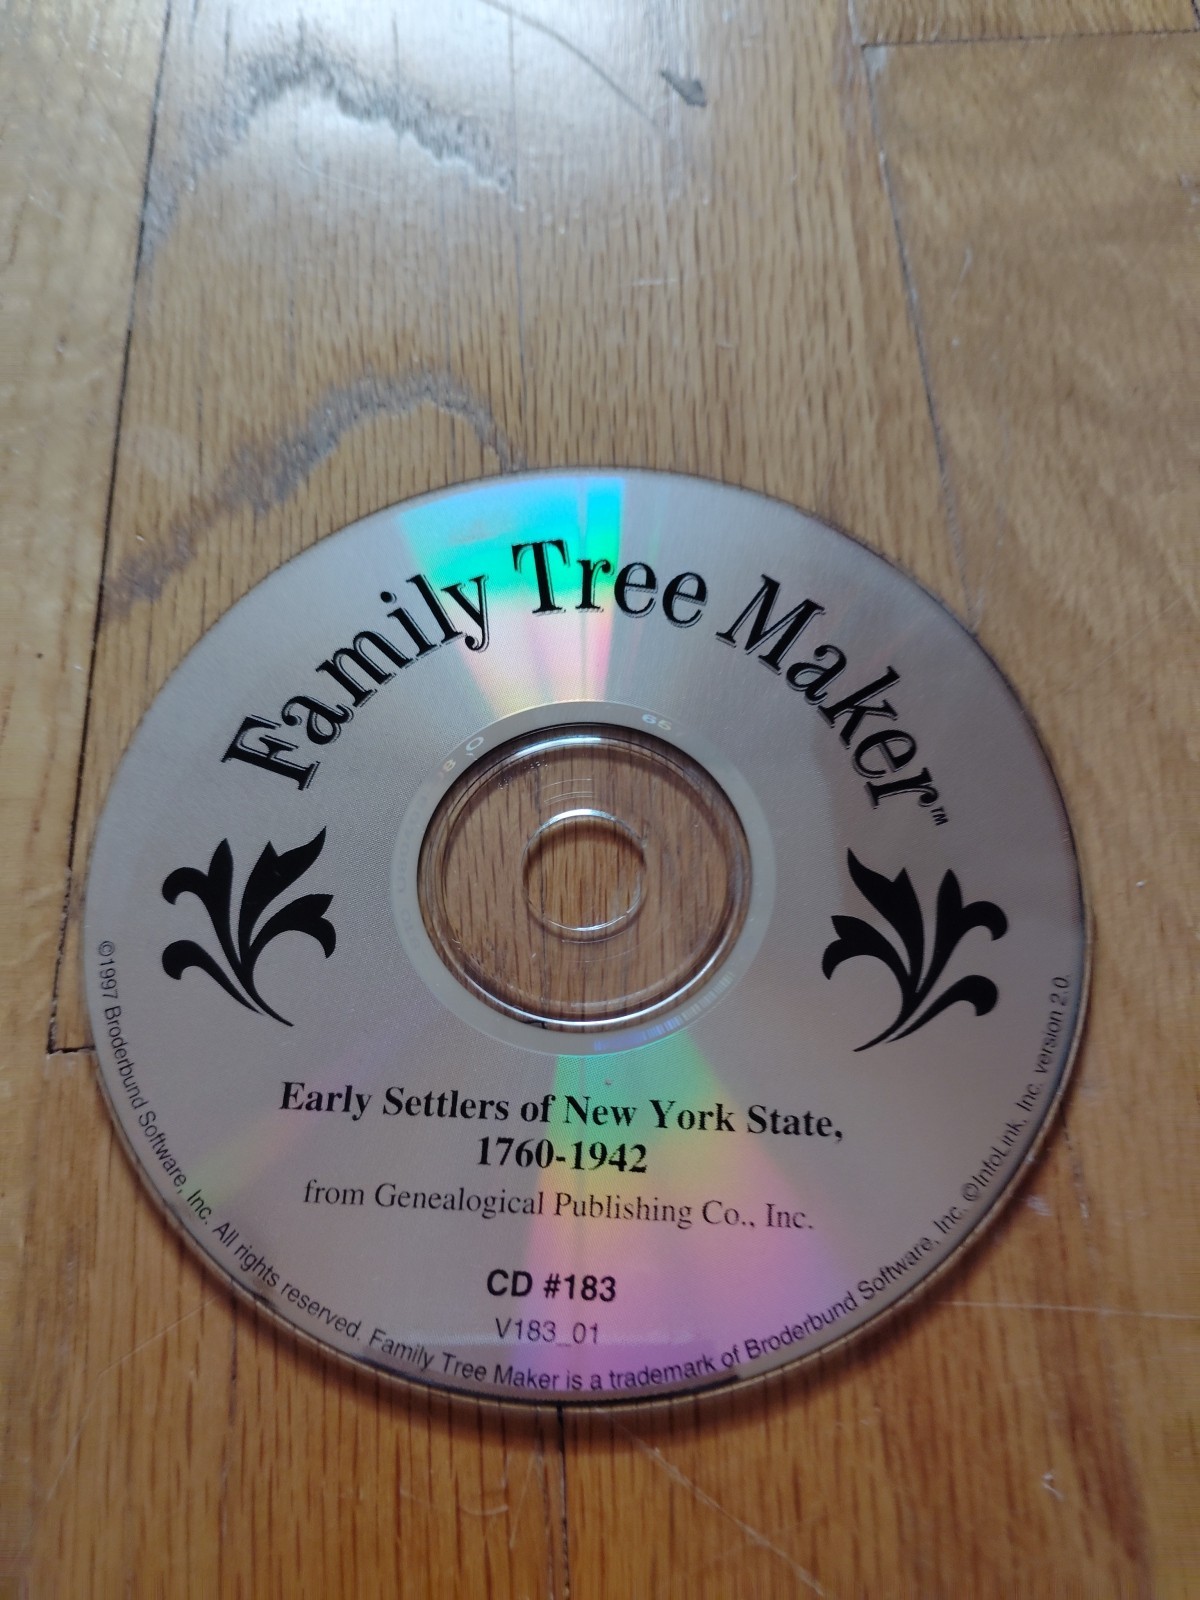 Family Tree Maker™
Early Settlers of New York State,
1760-1942
from Genealogical Publishing Co., Inc.
CD #183
V183_01
©1997 Broderbund Software, Inc. All rights reserved. Family Tree Maker is a trademark of Broderbund Software, Inc. ©InfoLink, Inc. version 2.0.